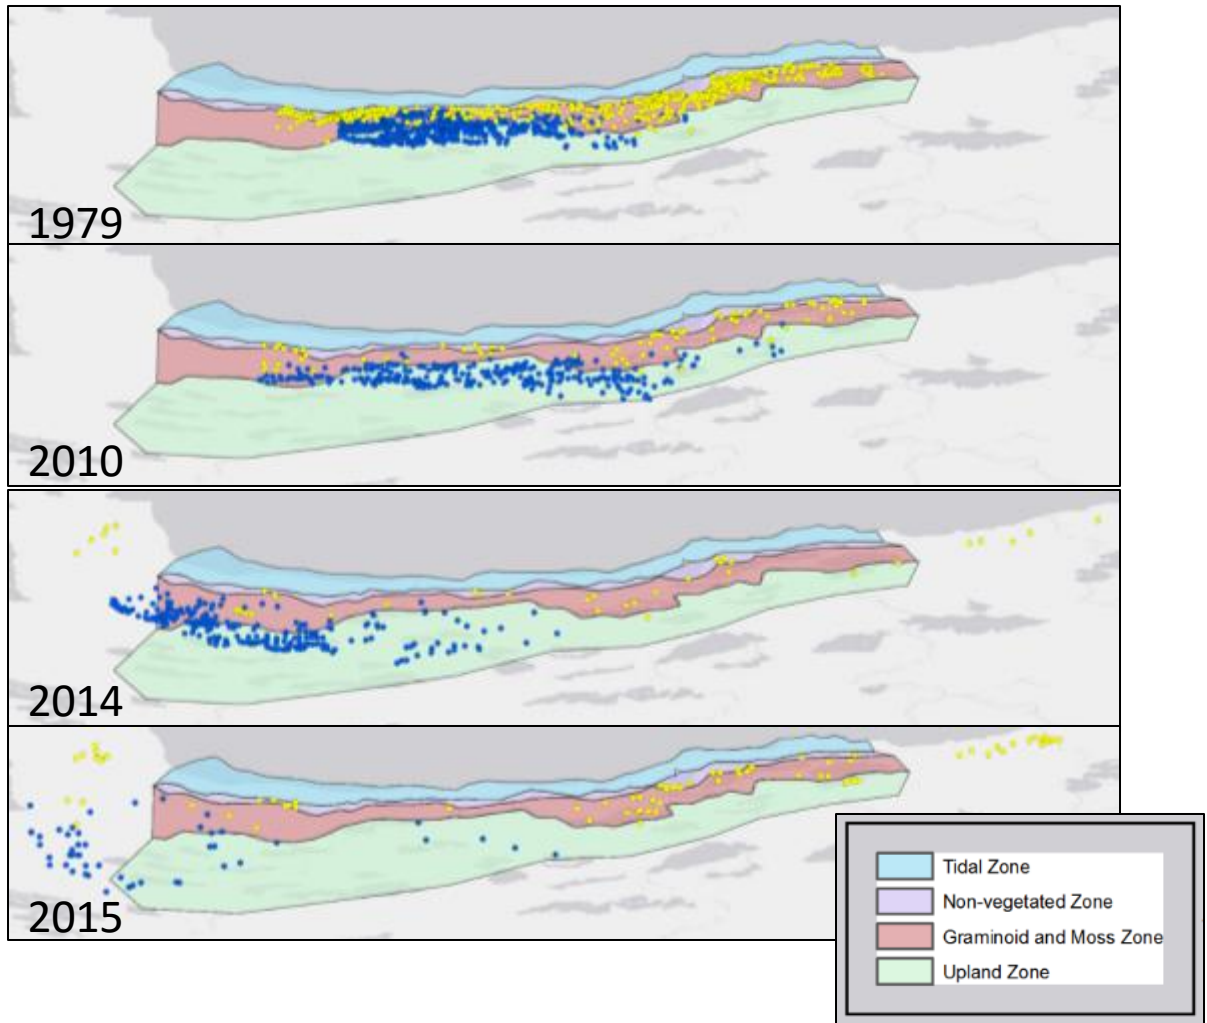 1979
2010
2014
2015
Tidal Zone
Non-vegetated Zone
Graminoid and Moss Zone
Upland Zone